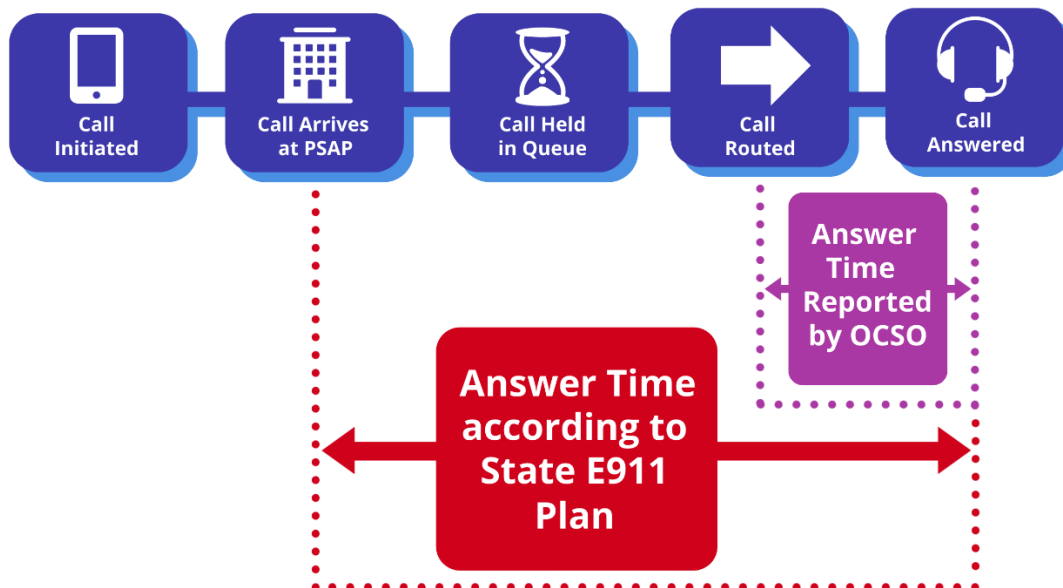 Call
Initiated
Call Arrives
at PSAP
Call Held
in Queue
Call
Routed
Call
Answered
Answer
Time
Reported
by OCSO
Answer Time
according to
State E911
Plan